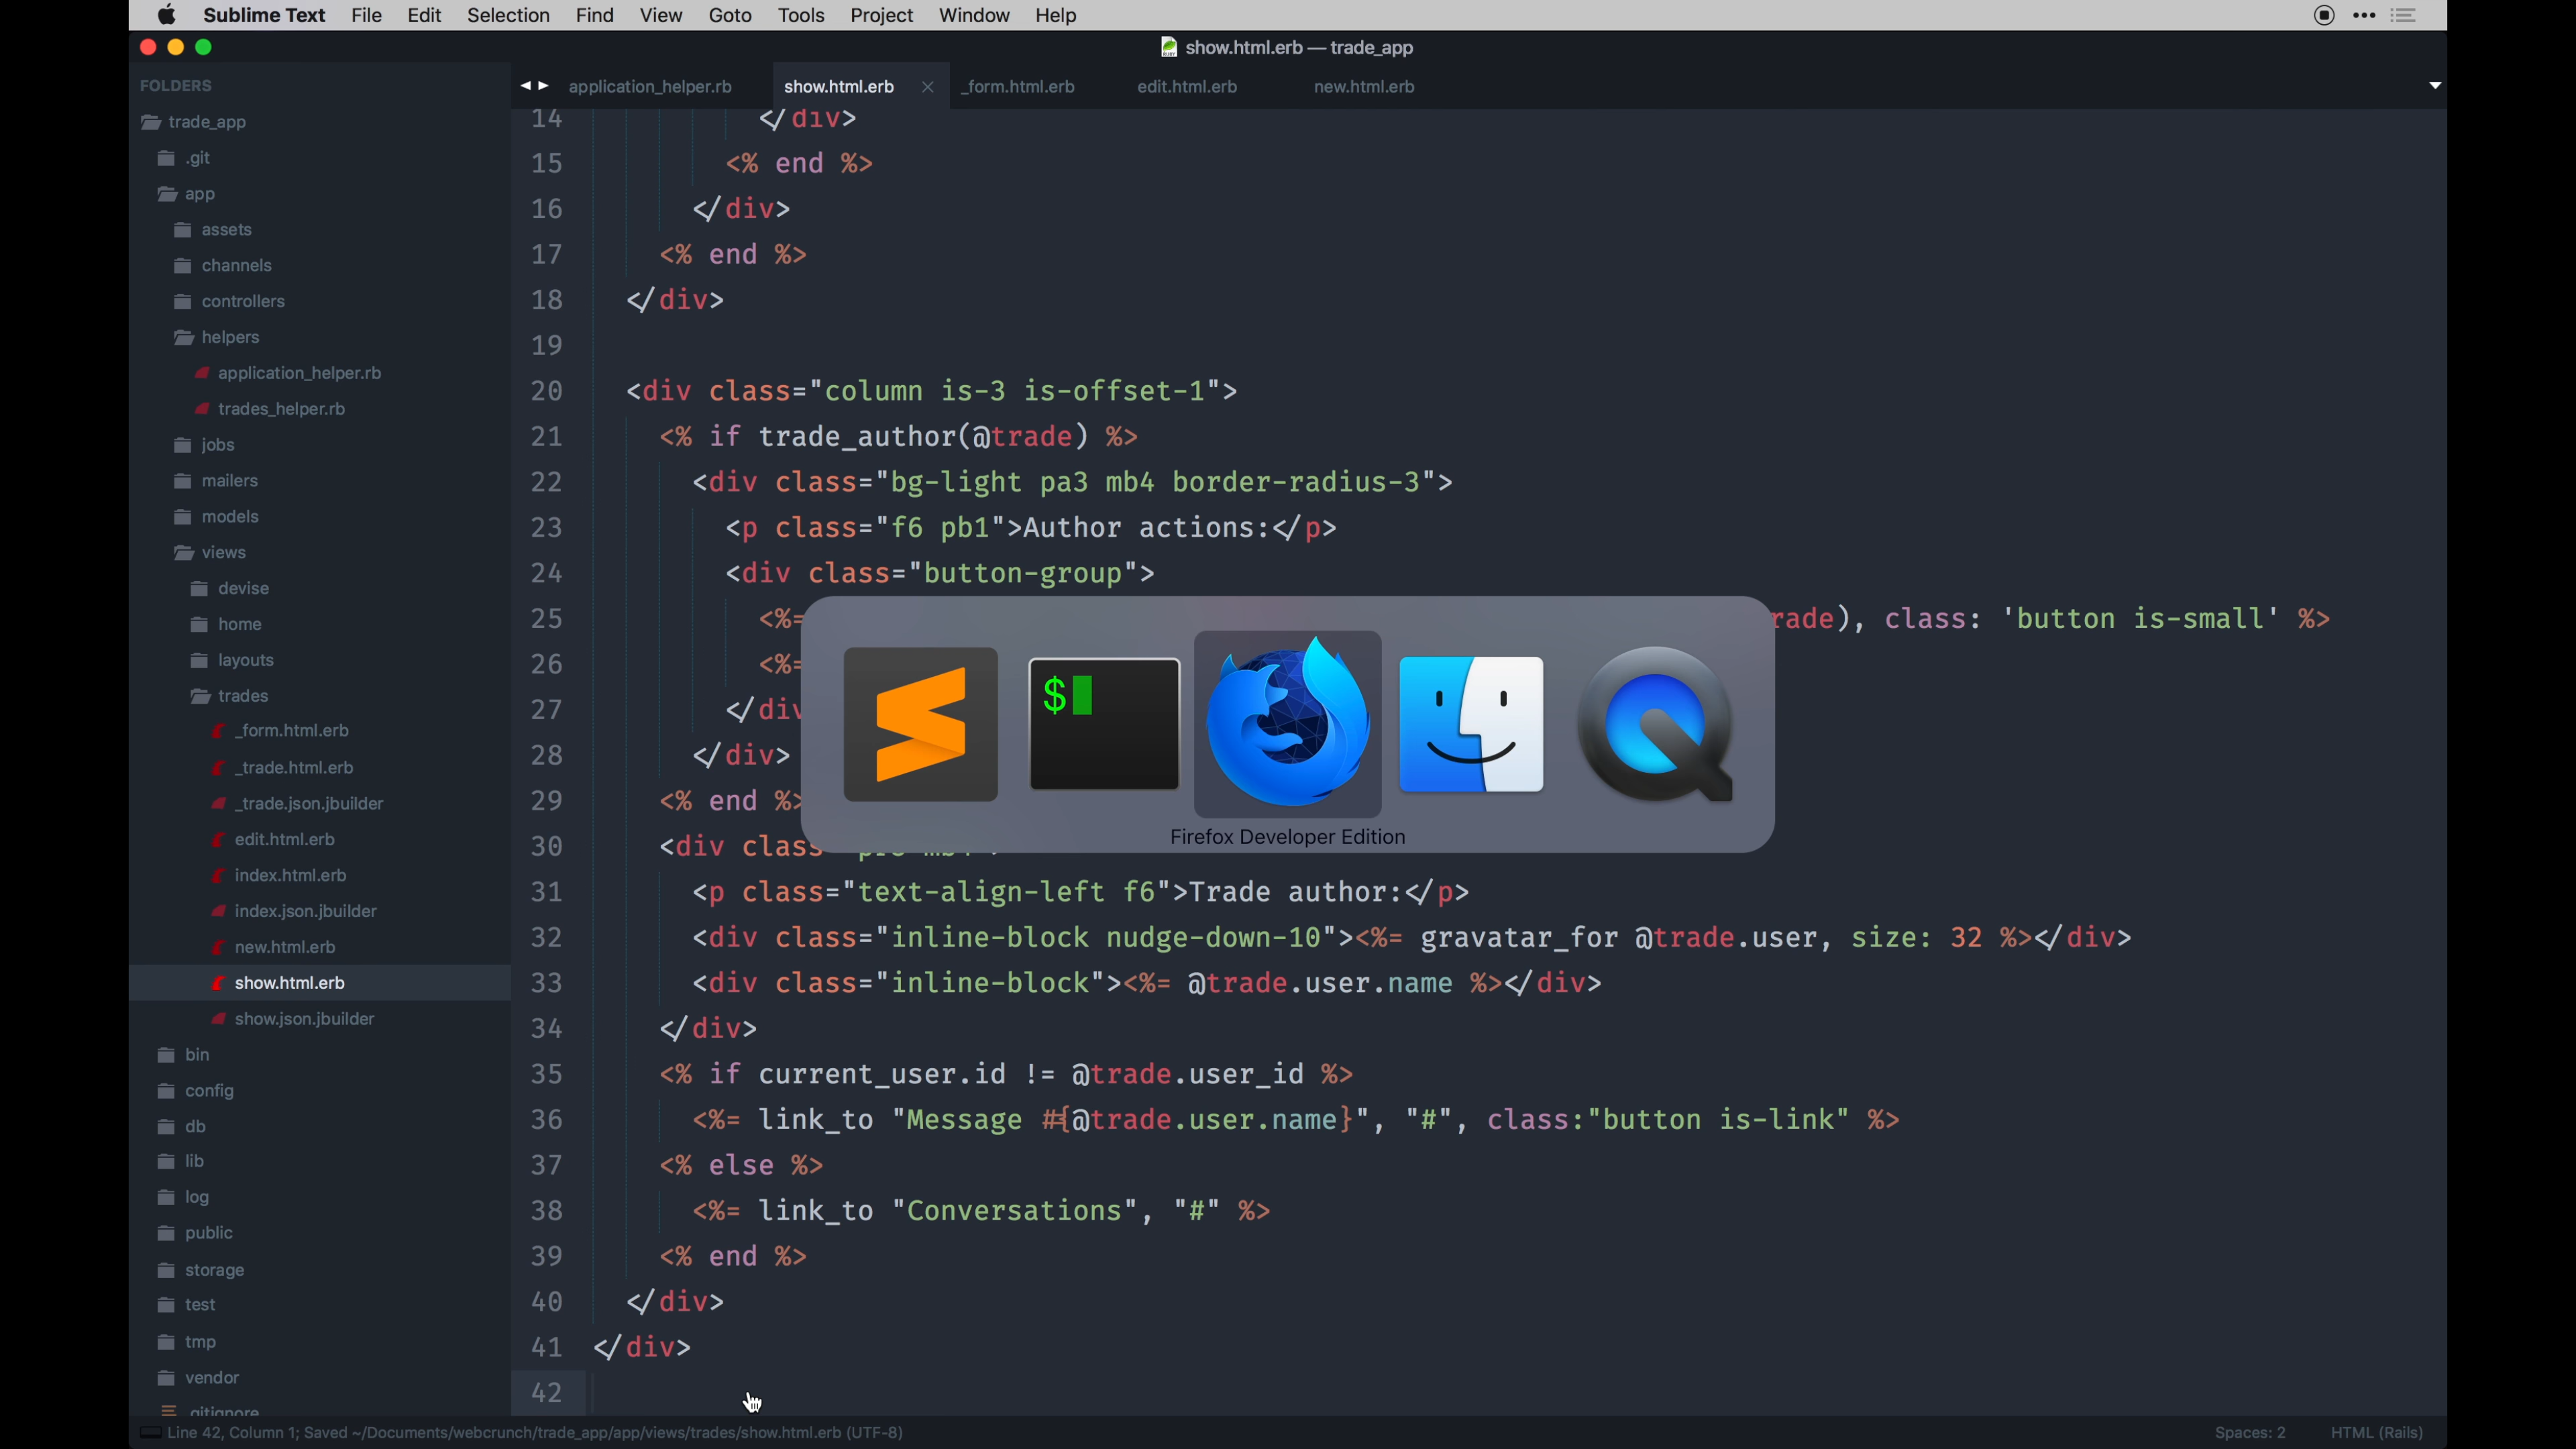 Sublime Text File Edit Selection Find View Goto Tools Project Window Help
show.html.erb — trade_app
FOLDERS
trade_app
.git
app
assets
channels
controllers
helpers
application_helper.rb
trades_helper.rb
jobs
mailers
models
views
devise
home
layouts
trades
_form.html.erb
_trade.html.erb
_trade.json.jbuilder
edit.html.erb
index.html.erb
index.json.jbuilder
new.html.erb
show.html.erb
show.json.jbuilder
bin
config
db
lib
log
public
storage
test
tmp
vendor
.gitignore
application_helper.rb show.html.erb _form.html.erb edit.html.erb new.html.erb
14 </div>
15 <% end %>
16 </div>
17 <% end %>
18 </div>
19
20 <div class="column is-3 is-offset-1">
21 <% if trade_author(@trade) %>
22 <div class="bg-light pa3 mb4 border-radius-3">
23 <p class="f6 pb1">Author actions:</p>
24 <div class="button-group">
25 <%= rade), class: 'button is-small' %>
26 <%=
27 </div
28 </div>
29 <% end %>
30 <div class
31 <p class="text-align-left f6">Trade author:</p>
32 <div class="inline-block nudge-down-10"><%= gravatar_for @trade.user, size: 32 %></div>
33 <div class="inline-block"><%= @trade.user.name %></div>
34 </div>
35 <% if current_user.id != @trade.user_id %>
36 <%= link_to "Message #{@trade.user.name}", "#", class:"button is-link" %>
37 <% else %>
38 <%= link_to "Conversations", "#" %>
39 <% end %>
40 </div>
41 </div>
42
$
Firefox Developer Edition
Line 42, Column 1; Saved ~/Documents/webcrunch/trade_app/app/views/trades/show.html.erb (UTF-8) Spaces: 2 HTML (Rails)